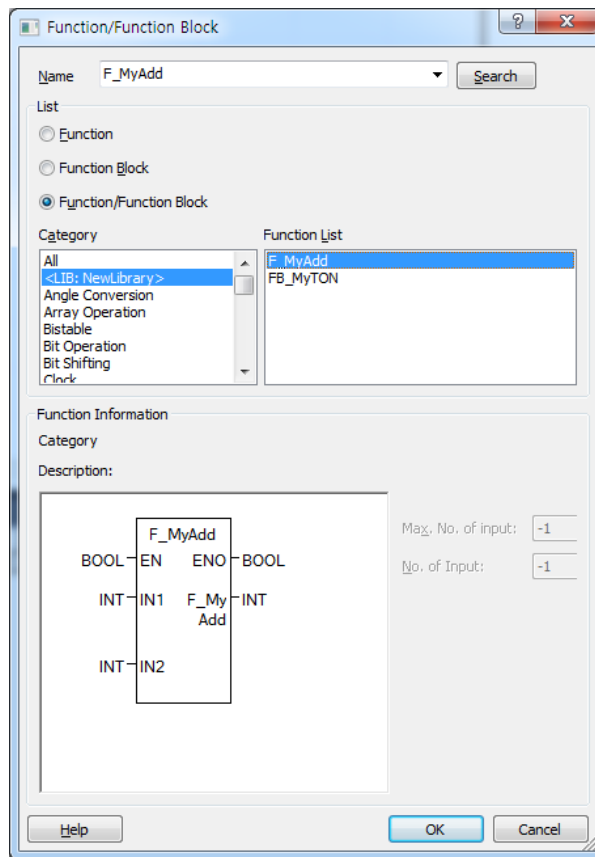 Function/Function Block
?
X
Name F_MyAdd Search
List
Function
Function Block
Function/Function Block
Category Function List
All
<LIB: NewLibrary>
Angle Conversion
Array Operation
Bistable
Bit Operation
Bit Shifting
Clock
F_MyAdd
FB_MyTON
Function Information
Category
Description:
Max. No. of input: -1
No. of Input: -1
F_MyAdd
BOOL EN ENO BOOL
INT IN1 F_My INT
Add
INT IN2
Help OK Cancel